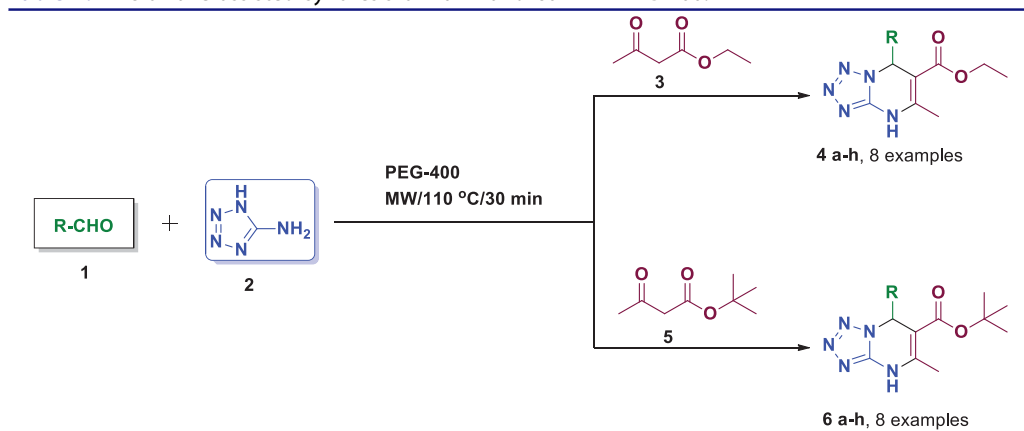 O
O
O
3
R
O
O
N
N
N
N
N
H
4 a-h, 8 examples
PEG-400
MW/110 °C/30 min
R-CHO
1
+
H
N
N
N
N
NH2
2
O
O
O
5
R
O
O
N
N
N
N
N
H
6 a-h, 8 examples